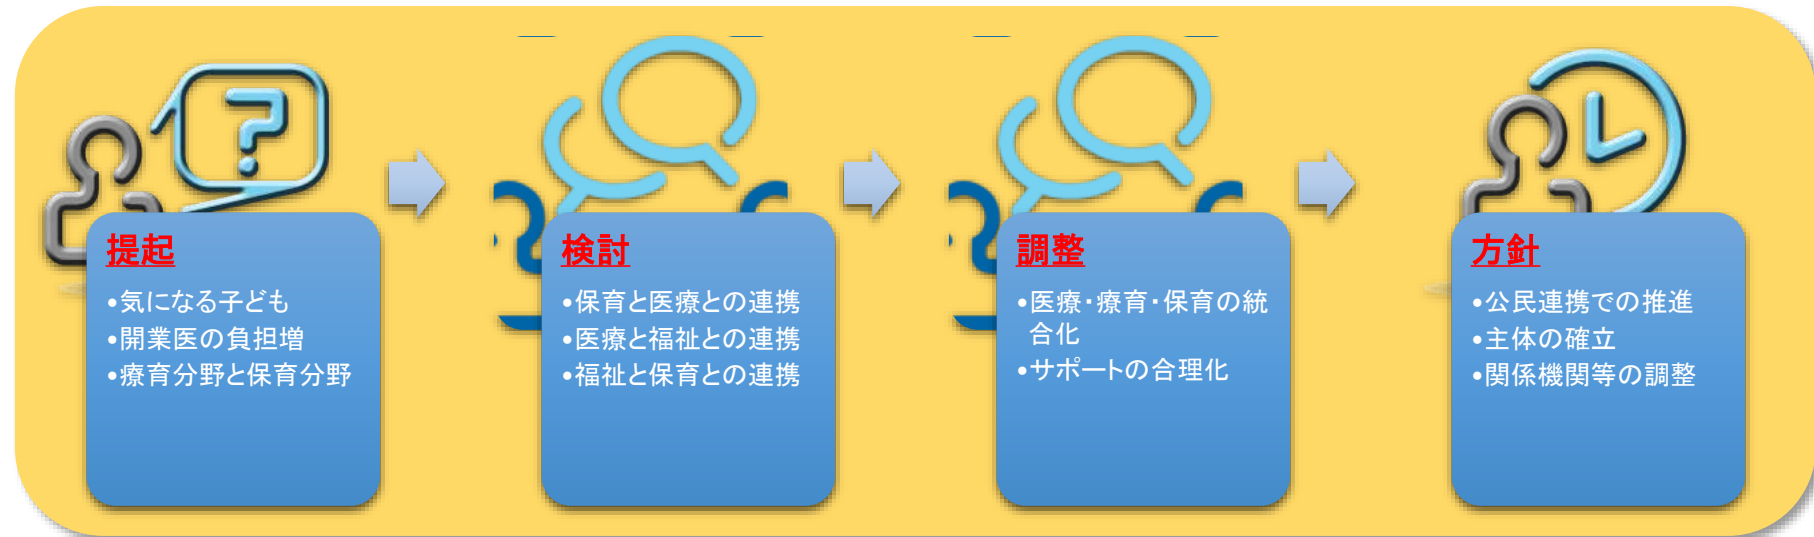 提起
•気になる子ども
•開業医の負担増
•療育分野と保育分野
検討
•保育と医療との連携
•医療と福祉との連携
•福祉と保育との連携
調整
•医療・療育・保育の統
合化
•サポートの合理化
方針
•公民連携での推進
•主体の確立
•関係機関等の調整